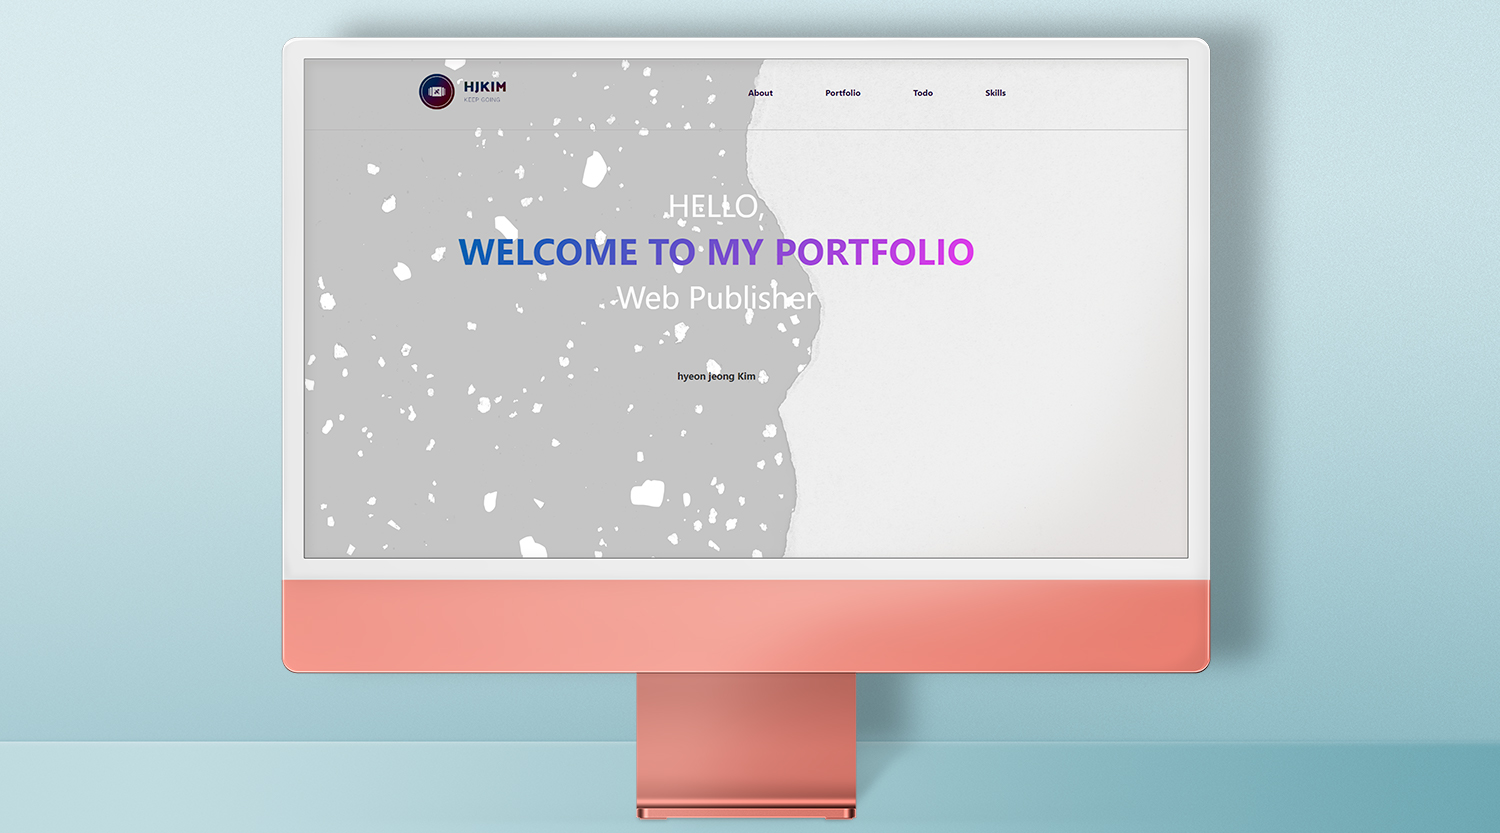 HJKIM
KEEP GOING
About Portfolio Todo Skills
HELLO,
WELCOME TO MY PORTFOLIO
Web Publisher
hyeon jeong Kim